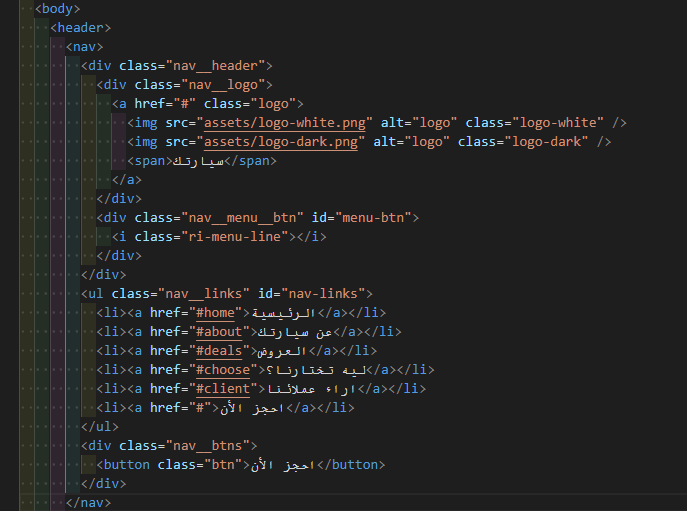 <body>
<header>
<nav>
<div class="nav__header">
<div class="nav__logo">
<a href="#" class="logo">
<img src="assets/logo-white.png" alt="logo" class="logo-white" />
<img src="assets/logo-dark.png" alt="logo" class="logo-dark" />
<span>سيارتك</span>
</a>
</div>
<div class="nav__menu__btn" id="menu-btn">
<i class="ri-menu-line"></i>
</div>
</div>
<ul class="nav__links" id="nav-links">
<li><a href="#home">الرئيسية</a></li>
<li><a href="#about">عن سيارتك</a></li>
<li><a href="#deals">العروض</a></li>
<li><a href="#choose">ليه تختارنا؟</a></li>
<li><a href="#client">اراء عملائنا</a></li>
<li><a href="#">احجز الأن</a></li>
</ul>
<div class="nav__btns">
<button class="btn">احجز الأن</button>
</div>
</nav>